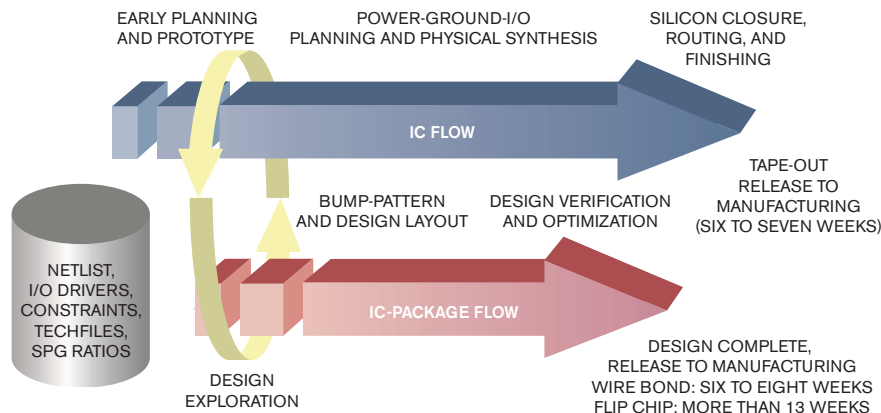 EARLY PLANNING
AND PROTOTYPE
POWER-GROUND-I/O
PLANNING AND PHYSICAL SYNTHESIS
SILICON CLOSURE,
ROUTING, AND
FINISHING
IC FLOW
TAPE-OUT
RELEASE TO
MANUFACTURING
(SIX TO SEVEN WEEKS)
BUMP-PATTERN
AND DESIGN LAYOUT
DESIGN VERIFICATION
AND OPTIMIZATION
NETLIST,
I/O DRIVERS,
CONSTRAINTS,
TECHFILES,
SPG RATIOS
IC-PACKAGE FLOW
DESIGN
EXPLORATION
DESIGN COMPLETE,
RELEASE TO MANUFACTURING
WIRE BOND: SIX TO EIGHT WEEKS
FLIP CHIP: MORE THAN 13 WEEKS